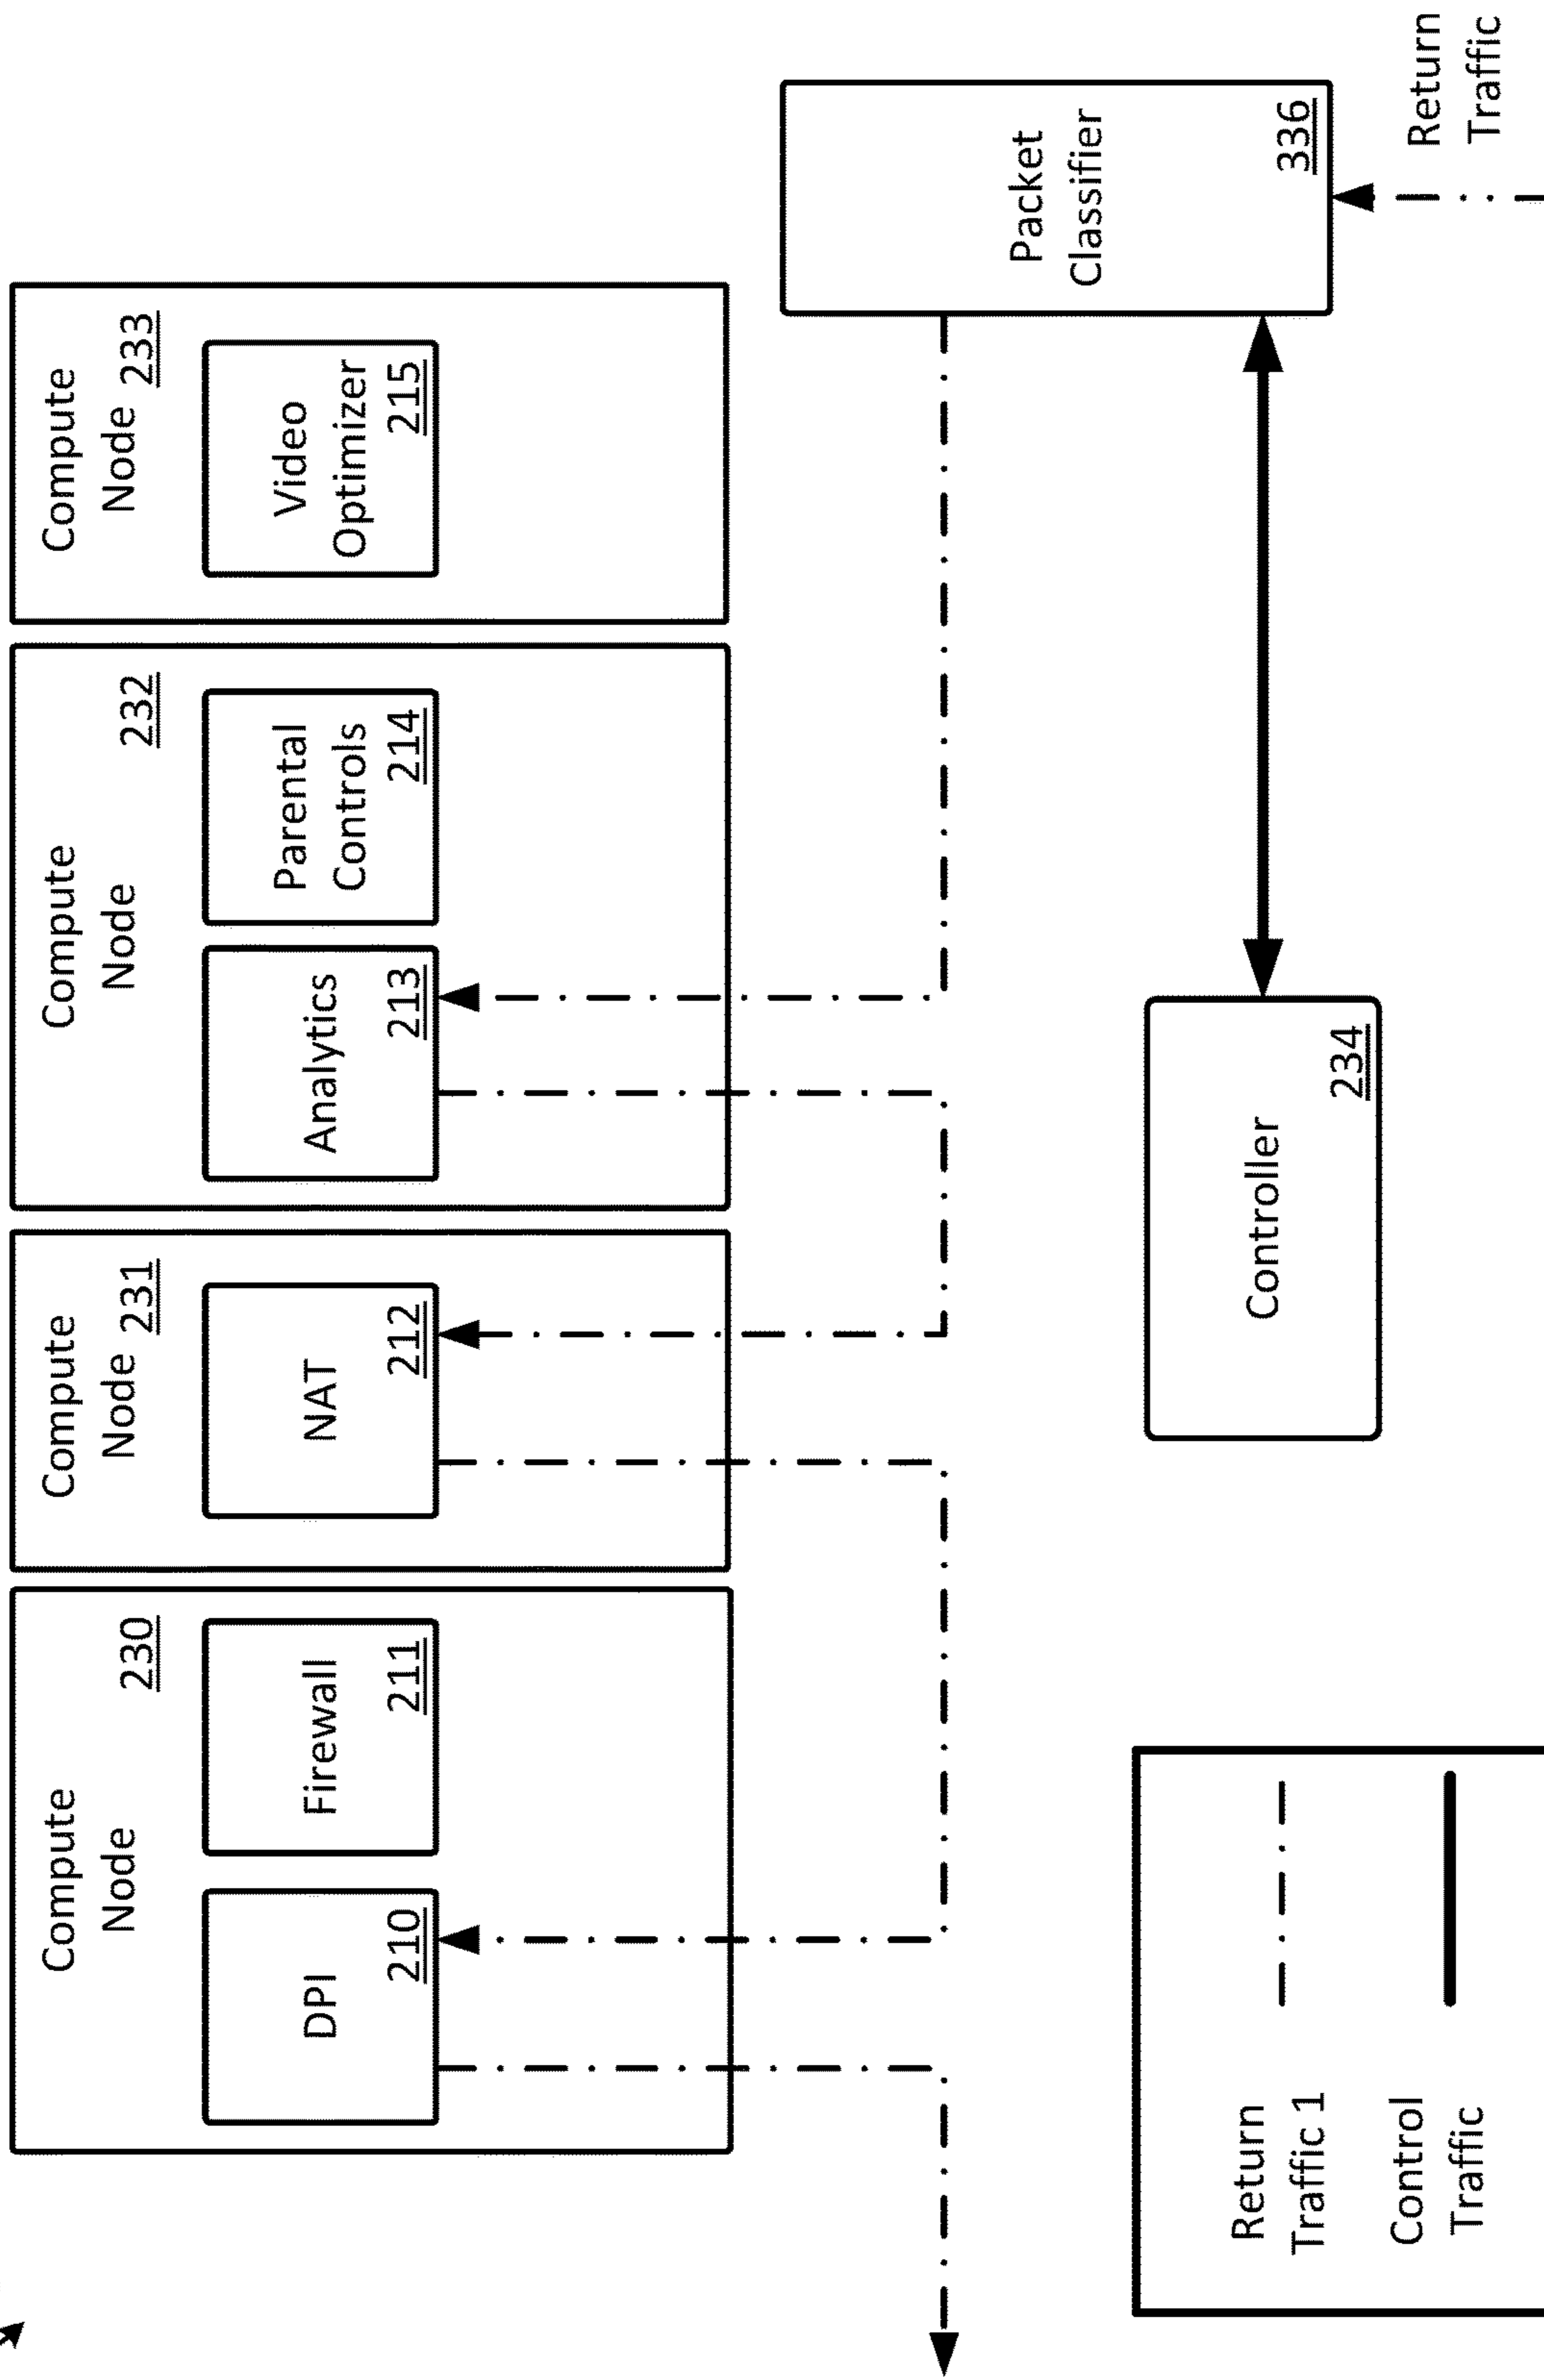 Compute
Node
230
DPI
210
Firewall
211
Compute
Node 231
NAT
212
Compute
Node
232
Analytics
213
Parental
Controls
214
Compute
Node 233
Video
Optimizer
215
Packet
Classifier
336
Controller
234
Return
Traffic
Return
Traffic 1
Control
Traffic